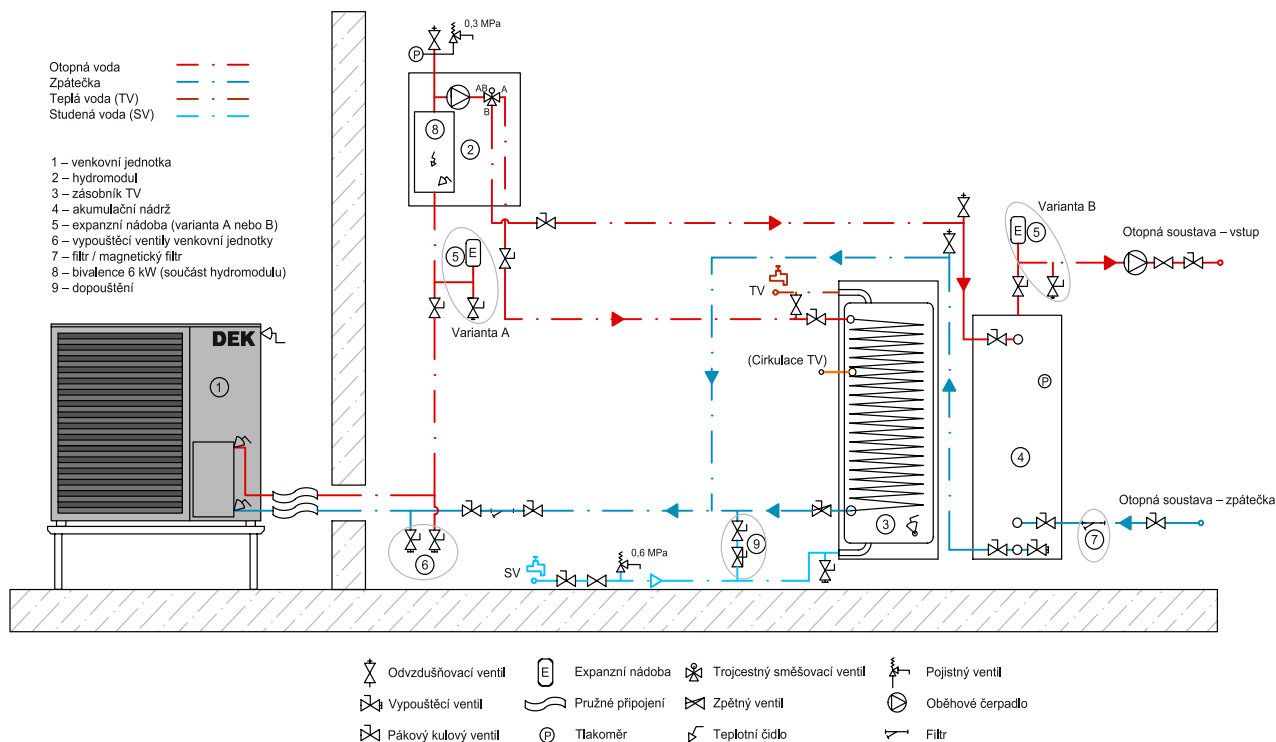 Otopná voda
Zpátečka
Teplá voda (TV)
Studená voda (SV)
1 – venkovní jednotka
2 – hydromodul
3 – zásobník TV
4 – akumulační nádrž
5 – expanzní nádoba (varianta A nebo B)
6 – vypouštěcí ventily venkovní jednotky
7 – filtr / magnetický filtr
8 – bivalence 6 kW (součást hydromodulu)
9 – dopouštění
0,3 MPa
P
AB
A
B
8
2
5
E
Varianta A
Varianta B
E
5
Otopná soustava – vstup
TV
(Cirkulace TV)
DEK
1
P
4
3
Otopná soustava – zpátečka
7
6
9
0,6 MPa
SV
Odvzdušňovací ventil
E
Expanzní nádoba
Trojcestný směšovací ventil
Pojistný ventil
Vypouštěcí ventil
Pružné připojení
Zpětný ventil
Oběhové čerpadlo
Pákový kulový ventil
P
Tlakoměr
Teplotní čidlo
Filtr